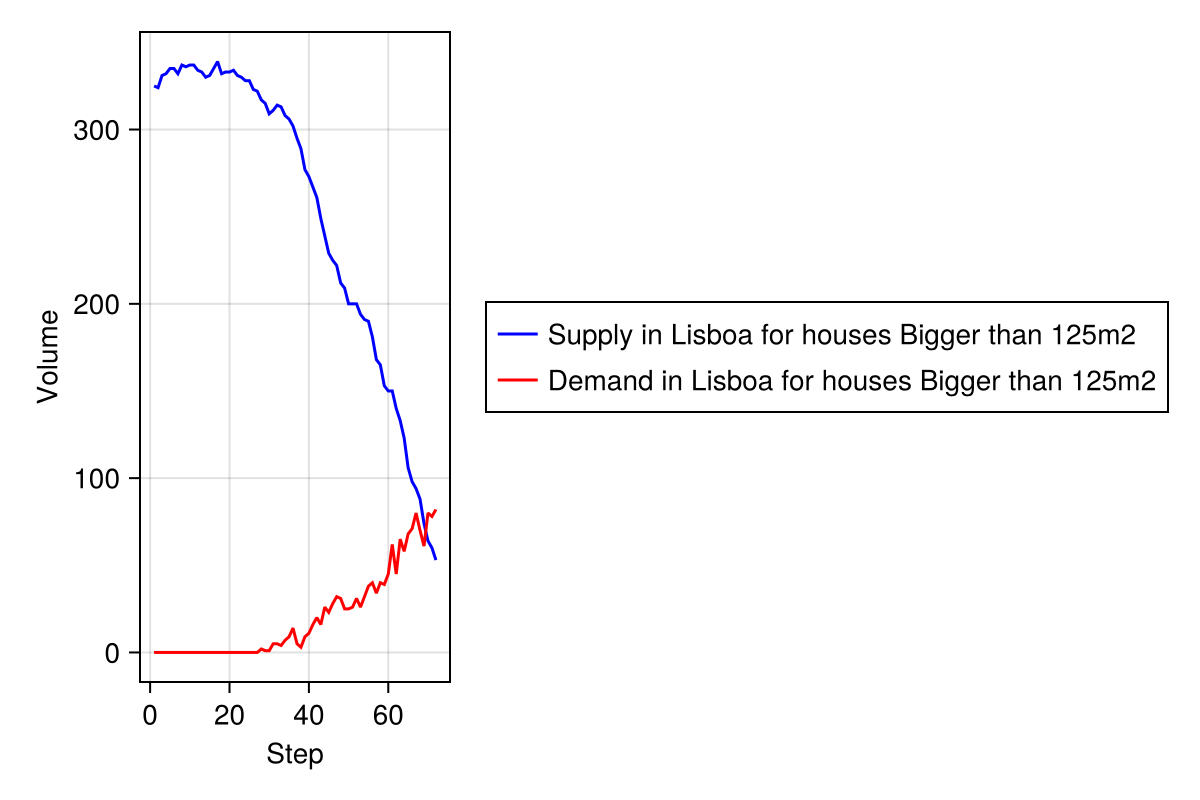 300
200
100
0
Volume
0 20 40 60
Step
Supply in Lisboa for houses Bigger than 125m2
Demand in Lisboa for houses Bigger than 125m2